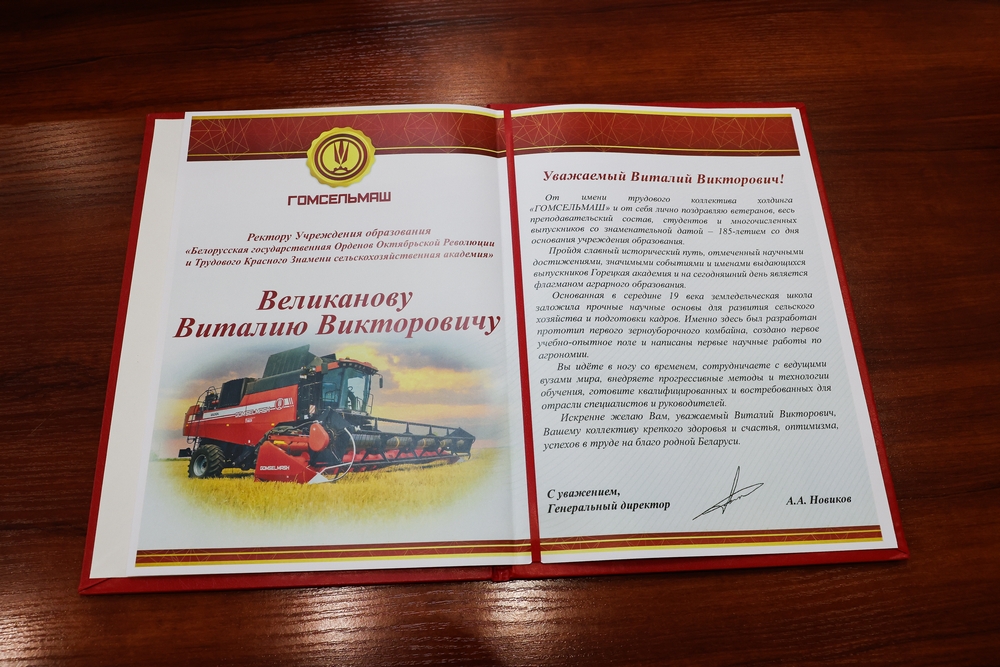 ГОМСЕЛЬМАШ
Ректору Учреждения образования
«Белорусская государственная Орденов Октябрьской Революции
и Трудового Красного Знамени сельскохозяйственная академия»
Великанову
Виталию Викторовичу
GOMSELMASH
GOMSELMASH
Уважаемый Виталий Викторович!
От имени трудового коллектива холдинга
«ГОМСЕЛЬМАШ» и от себя лично поздравляю ветеранов, весь
преподавательский состав, студентов и многочисленных
выпускников со знаменательной датой – 185-летием со дня
основания учреждения образования.
Пройдя славный исторический путь, отмеченный научными
достижениями, значимыми событиями и именами выдающихся
выпускников Горецкая академия и на сегодняшний день является
флагманом аграрного образования.
Основанная в середине 19 века земледельческая школа
заложила прочные научные основы для развития сельского
хозяйства и подготовки кадров. Именно здесь был разработан
прототип первого зерноуборочного комбайна, создано первое
учебно-опытное поле и написаны первые научные работы по
агрономии.
Вы идёте в ногу со временем, сотрудничаете с ведущими
вузами мира, внедряете прогрессивные методы и технологии
обучения, готовите квалифицированных и востребованных для
отрасли специалистов и руководителей.
Искренне желаю Вам, уважаемый Виталий Викторович,
Вашему коллективу крепкого здоровья и счастья, оптимизма,
успехов в труде на благо родной Беларуси.
С уважением,
Генеральный директор
А.А. Новиков